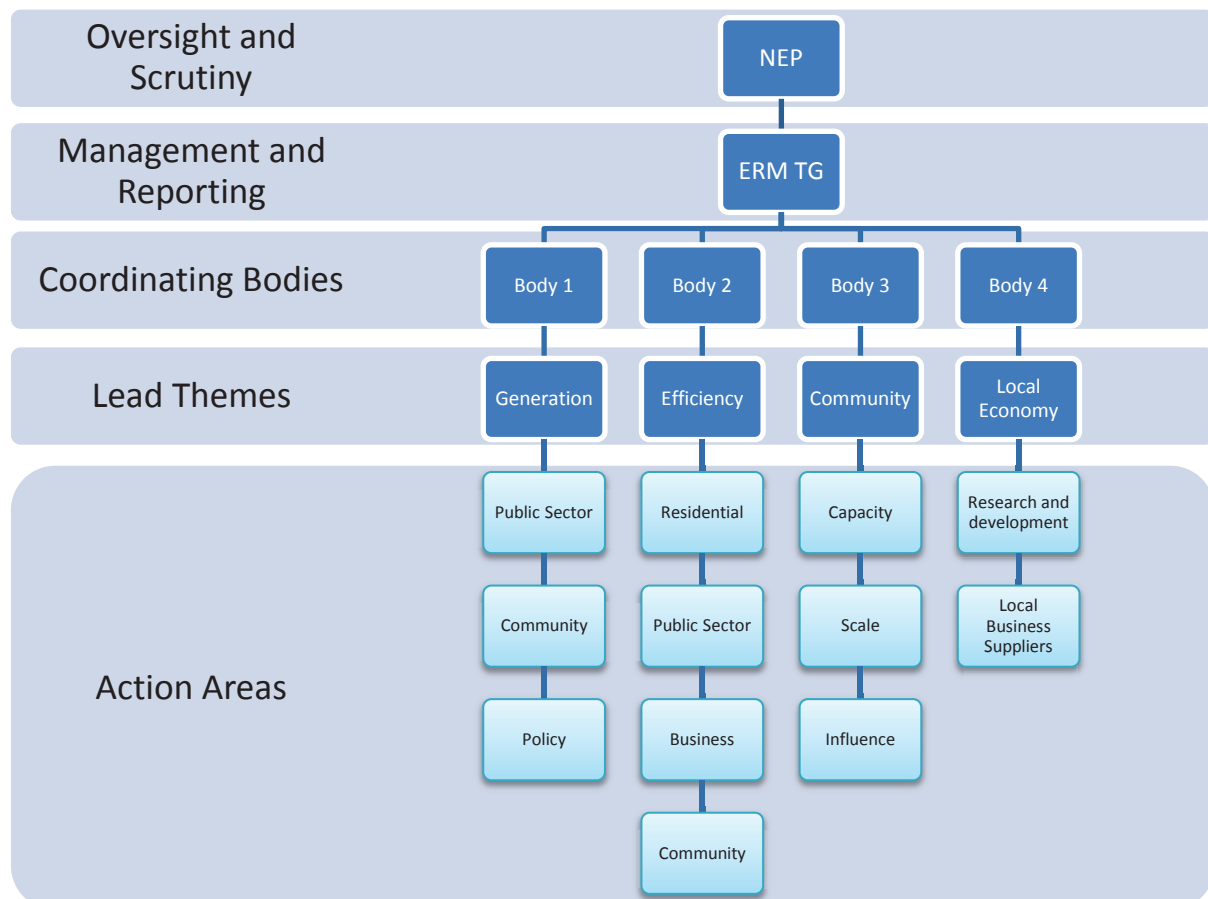 Oversight and
Scrutiny
NEP
Management and
Reporting
ERM TG
Coordinating Bodies
Body 1
Body 2
Body 3
Body 4
Lead Themes
Generation
Efficiency
Community
Local
Economy
Action Areas
Public Sector
Residential
Capacity
Research and
development
Community
Public Sector
Scale
Local
Business
Suppliers
Policy
Business
Influence
Community